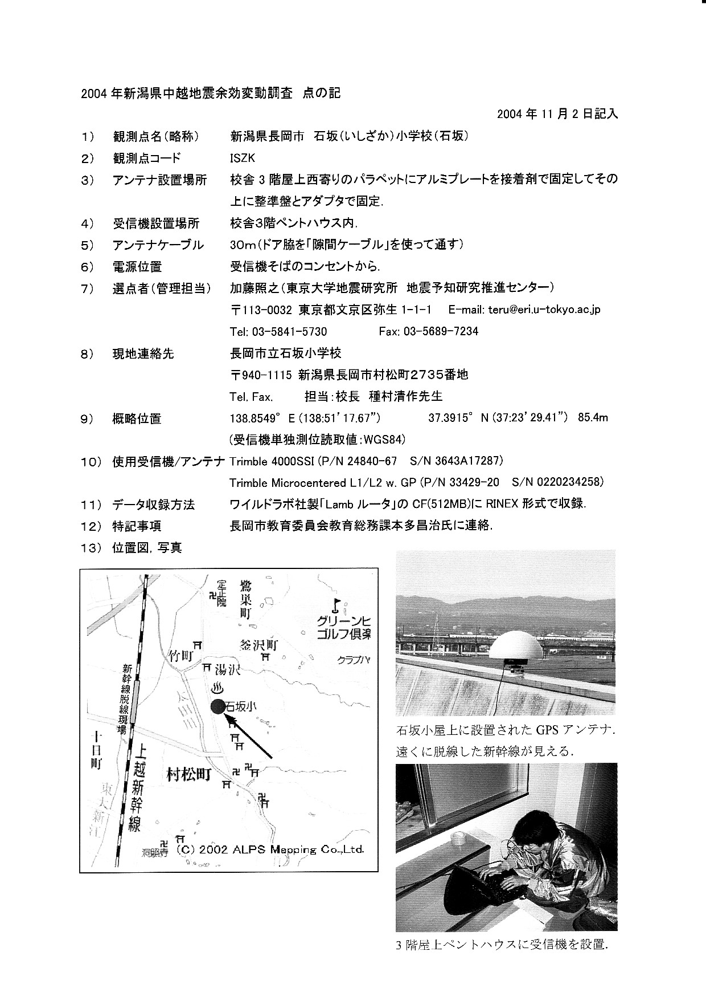 2004 年新潟県中越地震余効変動調査　点の記
2004 年 11 月 2 日記入
1)　観測点名(略称)　新潟県長岡市　石坂(いしざか)小学校(石坂)
2)　観測点コード　ISZK
3)　アンテナ設置場所　校舎 3 階屋上西寄りのパラペットにアルミプレートを接着剤で固定してその
上に整準盤とアダプタで固定.
4)　受信機設置場所　校舎3階ペントハウス内.
5)　アンテナケーブル　30m(ドア脇を「隙間ケーブル」を使って通す)
6)　電源位置　受信機そばのコンセントから.
7)　選点者(管理担当)　加藤照之(東京大学地震研究所　地震予知研究推進センター)
〒113-0032 東京都文京区弥生 1-1-1　E-mail: teru@eri.u-tokyo.ac.jp
Tel: 03-5841-5730　Fax: 03-5689-7234
8)　現地連絡先　長岡市立石坂小学校
〒940-1115 新潟県長岡市村松町2735番地
Tel. Fax.　担当:校長　種村清作先生
9)　概略位置　138.8549° E (138:51' 17.67")　37.3915° N (37:23' 29.41")　85.4m
(受信機単独測位読取値:WGS84)
10)　使用受信機/アンテナ Trimble 4000SSI (P/N 24840-67　S/N 3643A17287)
Trimble Microcentered L1/L2 w. GP (P/N 33429-20　S/N 0220234258)
11)　データ収録方法　ワイルドラボ社製「Lamb ルータ」の CF(512MB)に RINEX 形式で収録.
12)　特記事項　長岡市教育委員会教育総務課本多昌治氏に連絡.
13)　位置図, 写真
定正院
鷺巣町
グリーンヒ
ゴルフ倶楽
釜沢町
竹町
クラブハ
湯沢
新幹線脱線現場
石坂小
十日町
上越新幹線
村松町
東大新江
洞照寺
(C) 2002 ALPS Mapping Co.,Ltd.
石坂小屋上に設置された GPS アンテナ.
遠くに脱線した新幹線が見える.
3 階屋上ペントハウスに受信機を設置.